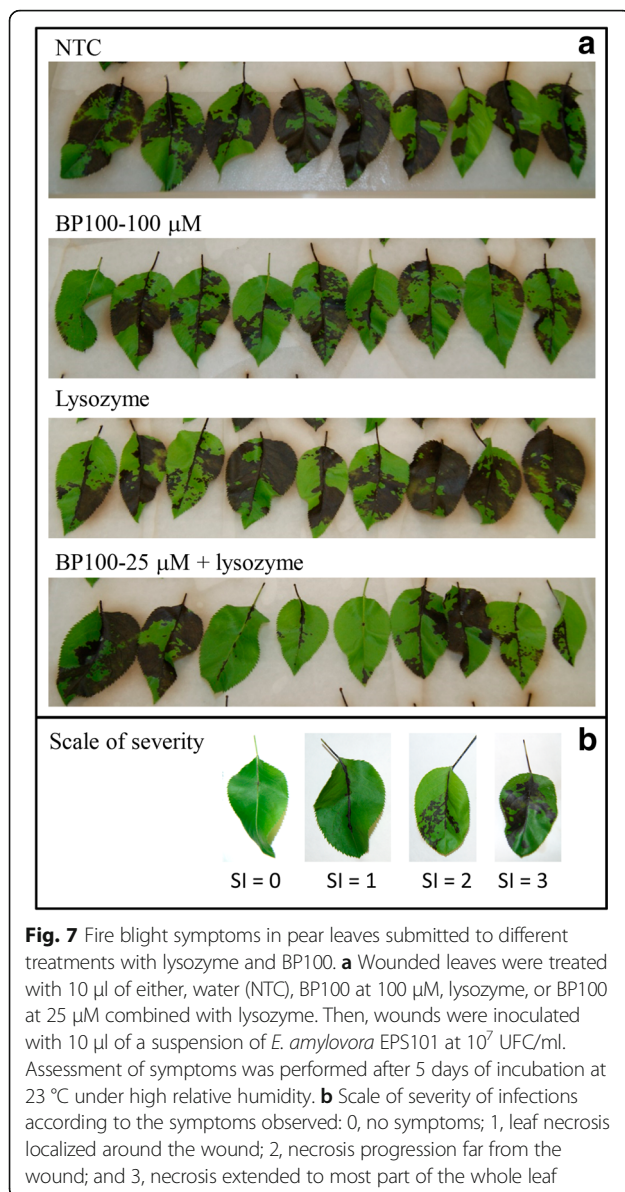 NTC
a
BP100-100 µM
Lysozyme
BP100-25 µM + lysozyme
Scale of severity
b
SI = 0 SI = 1 SI = 2 SI = 3
Fig. 7 Fire blight symptoms in pear leaves submitted to different
treatments with lysozyme and BP100. a Wounded leaves were treated
with 10 µl of either, water (NTC), BP100 at 100 µM, lysozyme, or BP100
at 25 µM combined with lysozyme. Then, wounds were inoculated
with 10 µl of a suspension of E. amylovora EPS101 at 10⁷ UFC/ml.
Assessment of symptoms was performed after 5 days of incubation at
23 °C under high relative humidity. b Scale of severity of infections
according to the symptoms observed: 0, no symptoms; 1, leaf necrosis
localized around the wound; 2, necrosis progression far from the
wound; and 3, necrosis extended to most part of the whole leaf